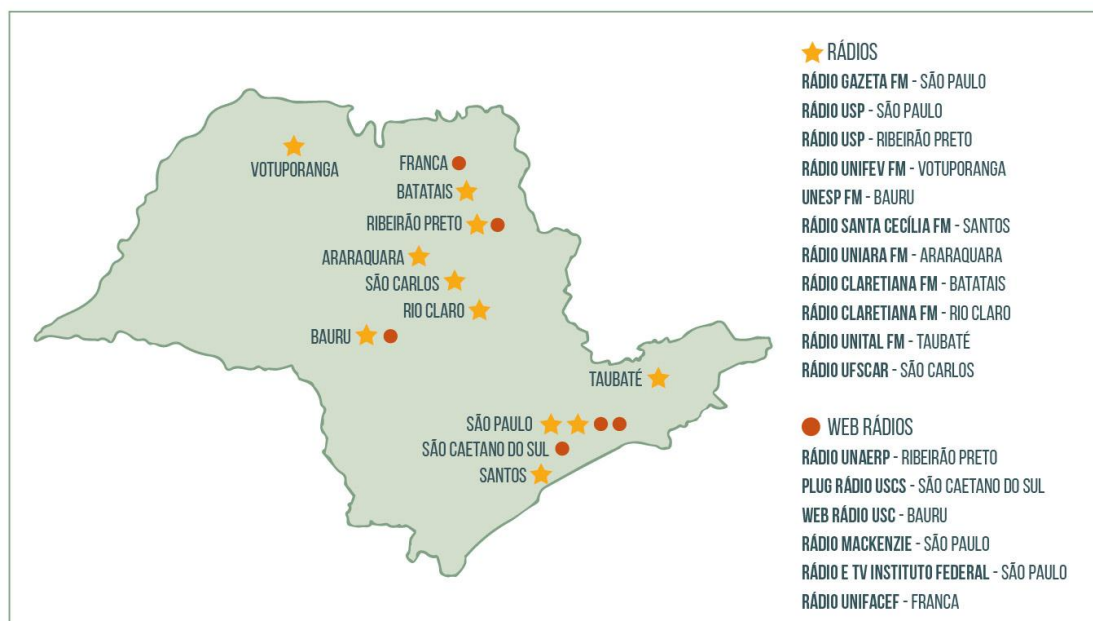 VOTUPORANGA
FRANCA
BATATAIS
RIBEIRÃO PRETO
ARARAQUARA
SÃO CARLOS
RIO CLARO
BAURU
TAUBATÉ
SÃO PAULO
SÃO CAETANO DO SUL
SANTOS
RÁDIOS
RÁDIO GAZETA FM - SÃO PAULO
RÁDIO USP - SÃO PAULO
RÁDIO USP - RIBEIRÃO PRETO
RÁDIO UNIFEV FM - VOTUPORANGA
UNESP FM - BAURU
RÁDIO SANTA CECÍLIA FM - SANTOS
RÁDIO UNIARA FM - ARARAQUARA
RÁDIO CLARETIANA FM - BATATAIS
RÁDIO CLARETIANA FM - RIO CLARO
RÁDIO UNITAL FM - TAUBATÉ
RÁDIO UFSCAR - SÃO CARLOS
WEB RÁDIOS
RÁDIO UNAERP - RIBEIRÃO PRETO
PLUG RÁDIO USCS - SÃO CAETANO DO SUL
WEB RÁDIO USC - BAURU
RÁDIO MACKENZIE - SÃO PAULO
RÁDIO E TV INSTITUTO FEDERAL - SÃO PAULO
RÁDIO UNIFACEF - FRANCA